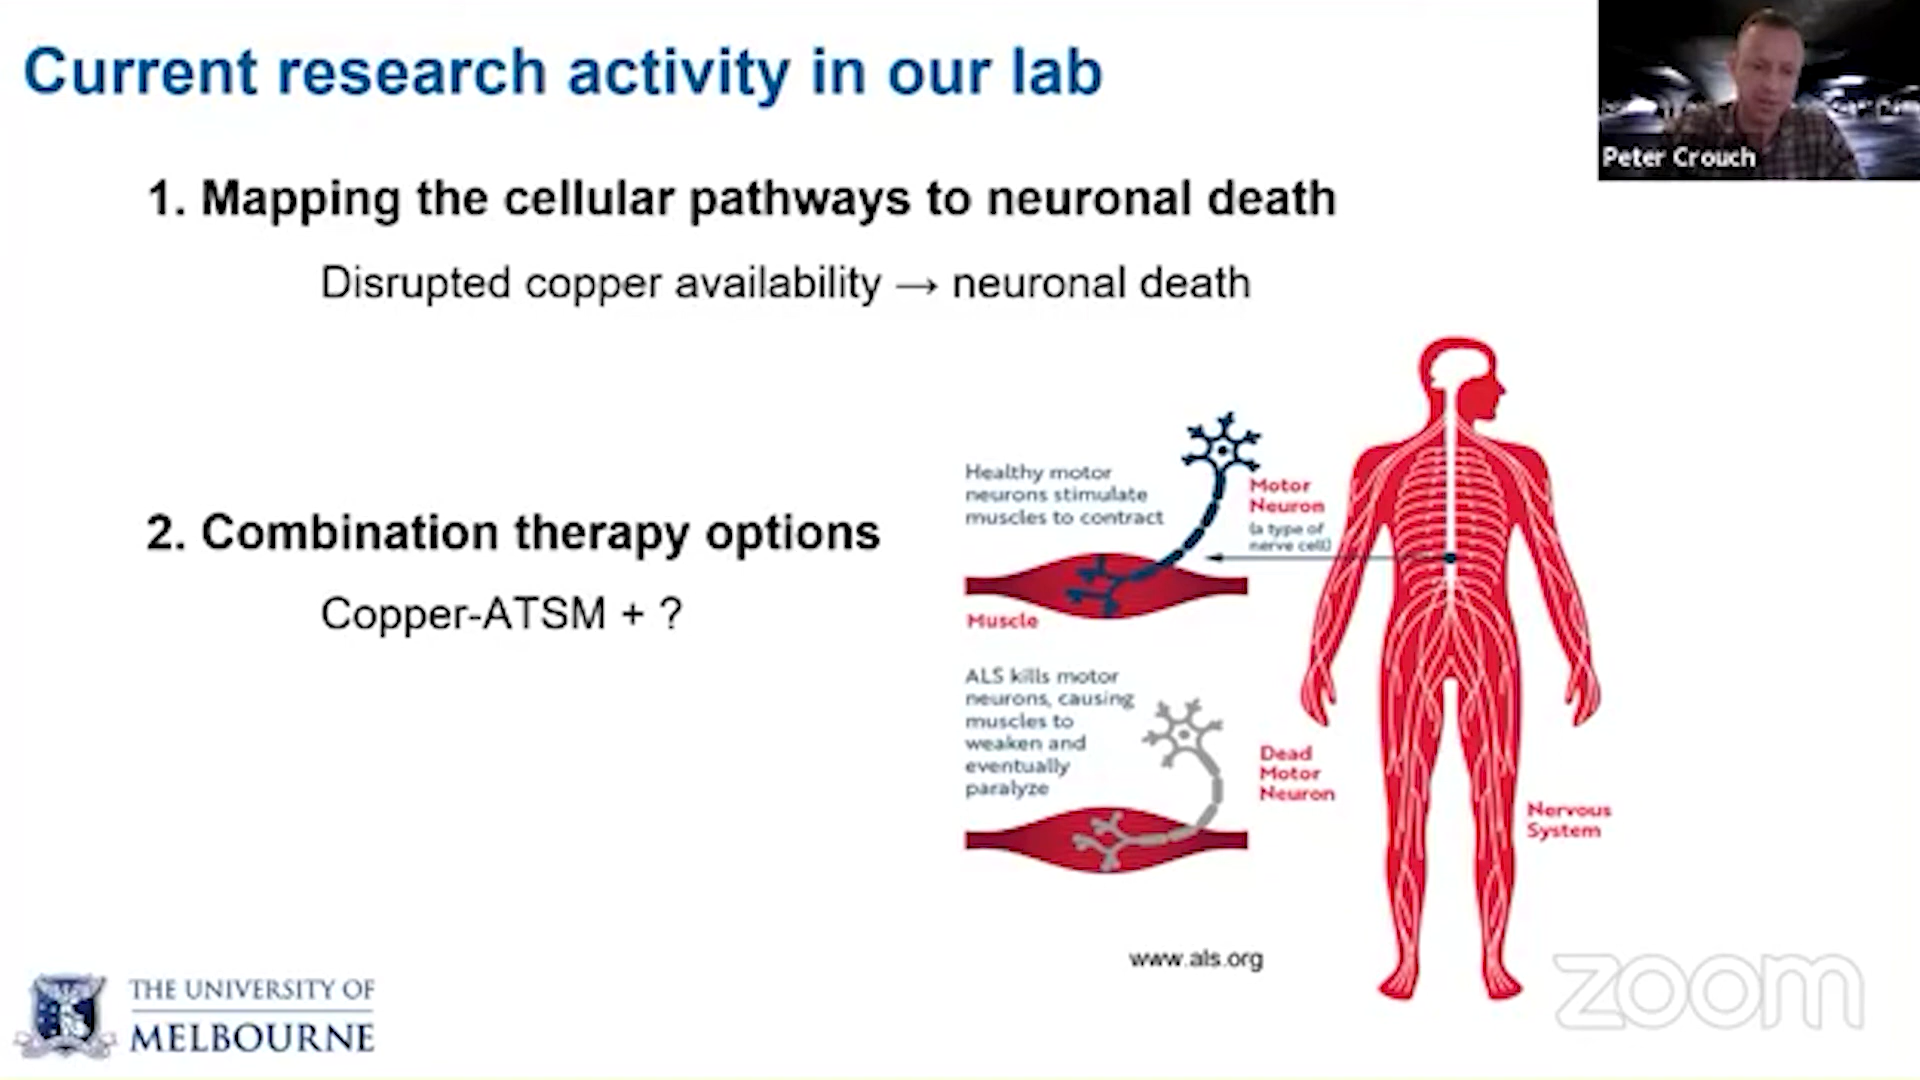 Current research activity in our lab
Peter Crouch
1. Mapping the cellular pathways to neuronal death
Disrupted copper availability → neuronal death
Healthy motor
neurons stimulate
muscles to contract
Motor
Neuron
(a type of
nerve cell)
Muscle
2. Combination therapy options
Copper-ATSM + ?
ALS kills motor
neurons, causing
muscles to
weaken and
eventually
paralyze
Dead
Motor
Neuron
Nervous
System
www.als.org
THE UNIVERSITY OF
MELBOURNE
zoom